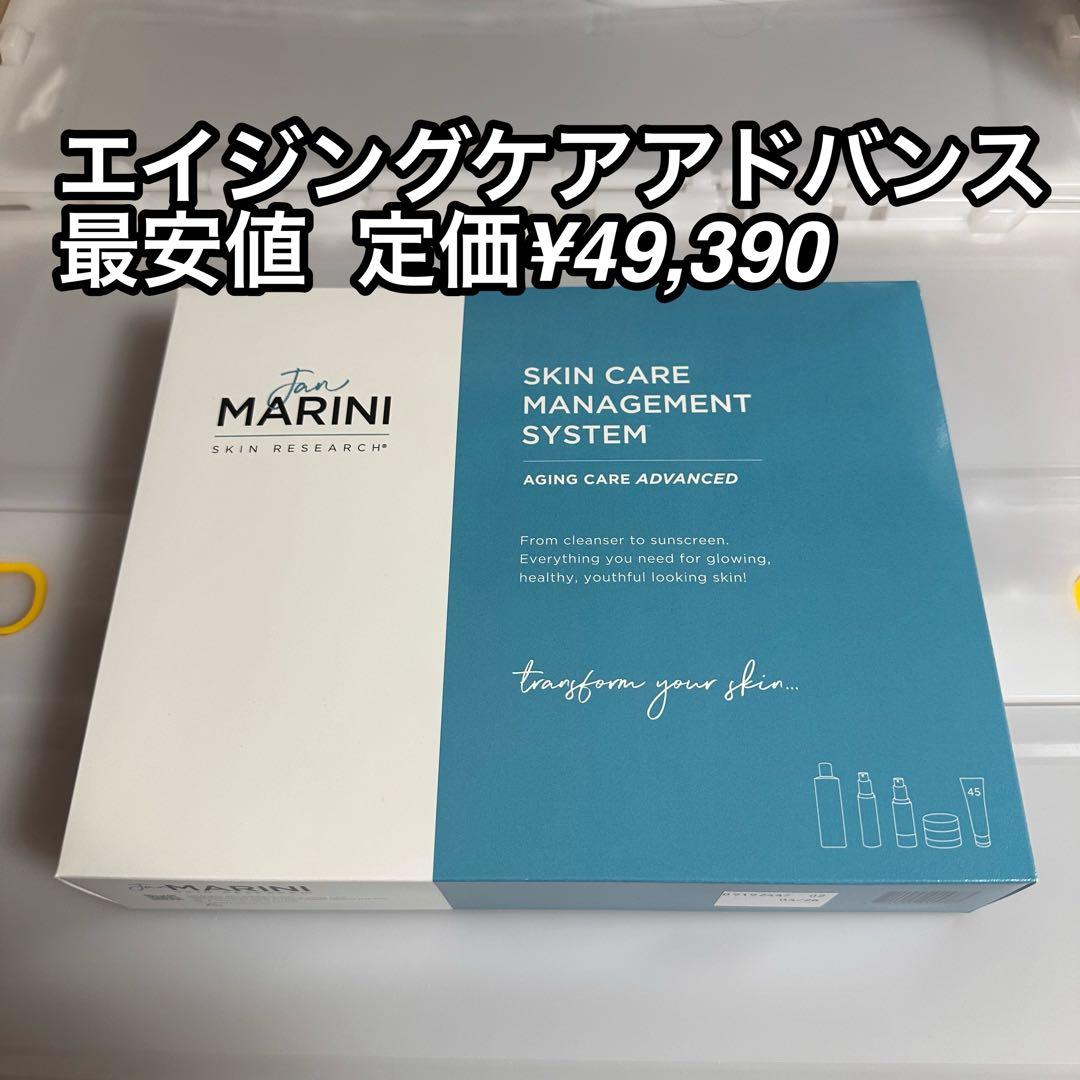 エイジングケアアドバンス
最安値 定価¥49,390
Jan
MARINI
SKIN RESEARCH®
SKIN CARE
MANAGEMENT
SYSTEM™
AGING CARE ADVANCED
From cleanser to sunscreen.
Everything you need for glowing,
healthy, youthful looking skin!
transform your skin...
45
Jan MARINI